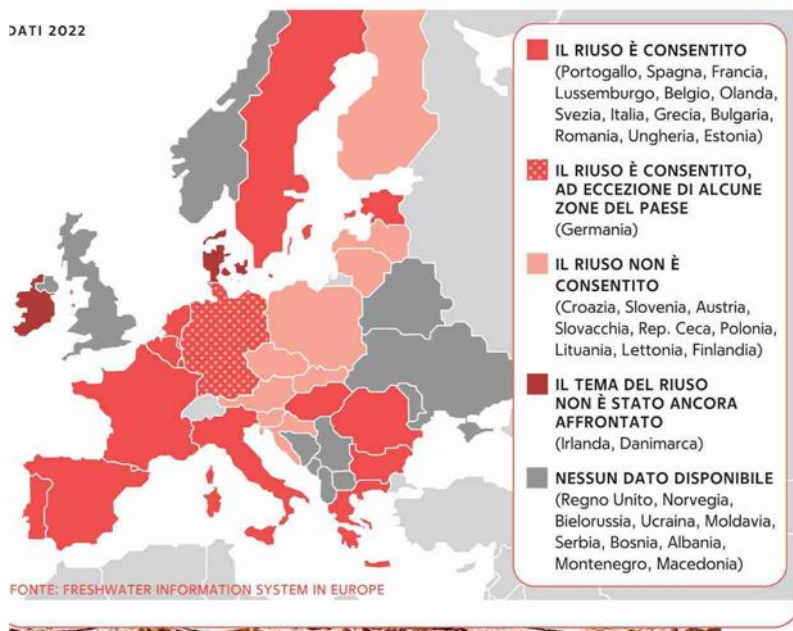 DATI 2022
IL RIUSO È CONSENTITO
(Portogallo, Spagna, Francia,
Lussemburgo, Belgio, Olanda,
Svezia, Italia, Grecia, Bulgaria,
Romania, Ungheria, Estonia)
IL RIUSO È CONSENTITO,
AD ECCEZIONE DI ALCUNE
ZONE DEL PAESE
(Germania)
IL RIUSO NON È
CONSENTITO
(Croazia, Slovenia, Austria,
Slovacchia, Rep. Ceca, Polonia,
Lituania, Lettonia, Finlandia)
IL TEMA DEL RIUSO
NON È STATO ANCORA
AFFRONTATO
(Irlanda, Danimarca)
NESSUN DATO DISPONIBILE
(Regno Unito, Norvegia,
Bielorussia, Ucraina, Moldavia,
Serbia, Bosnia, Albania,
Montenegro, Macedonia)
FONTE: FRESHWATER INFORMATION SYSTEM IN EUROPE